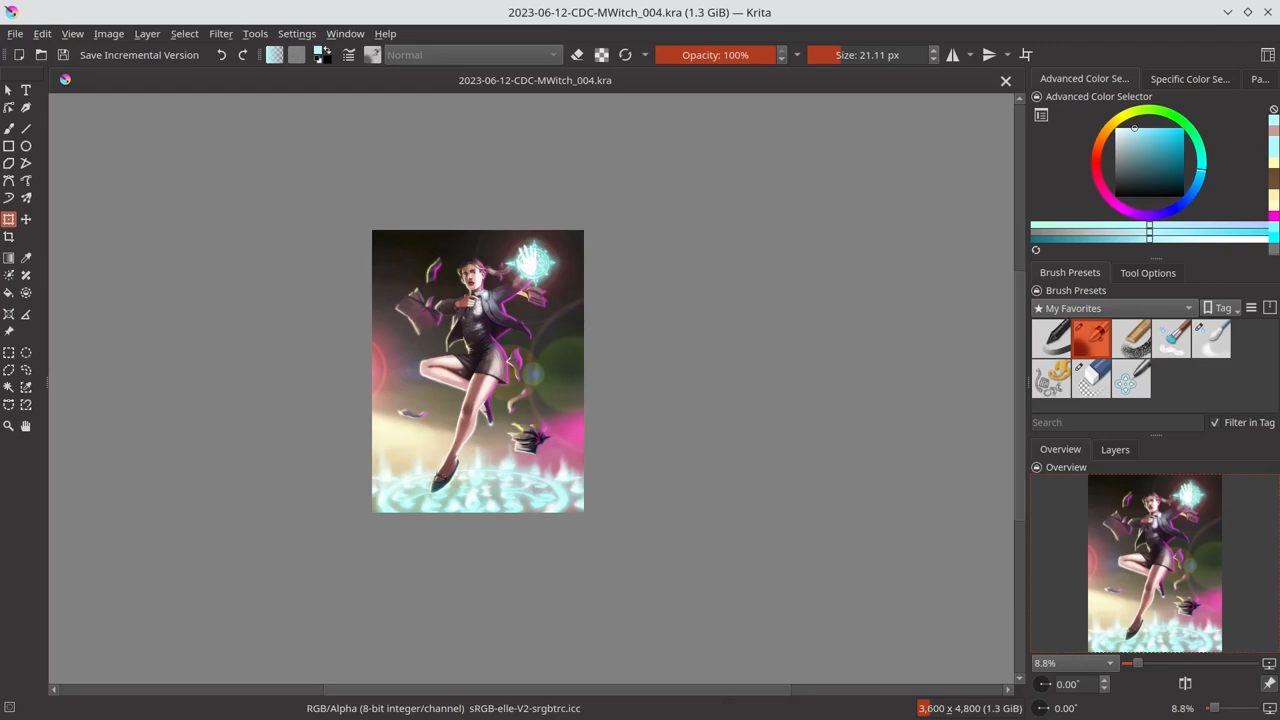 2023-06-12-CDC-MWitch_004.kra (1.3 GiB) — Krita
File Edit View Image Layer Select Filter Tools Settings Window Help
Save Incremental Version Normal Opacity: 100% Size: 21.11 px
2023-06-12-CDC-MWitch_004.kra
Advanced Color Se... Specific Color Se... Pa...
Advanced Color Selector
Brush Presets Tool Options
Brush Presets
★ My Favorites Tag
Search Filter in Tag
Overview Layers
Overview
8.8%
0.00°
RGB/Alpha (8-bit integer/channel) sRGB-elle-V2-srgbtrc.icc 3,600 x 4,800 (1.3 GiB) 0.00° 8.8%